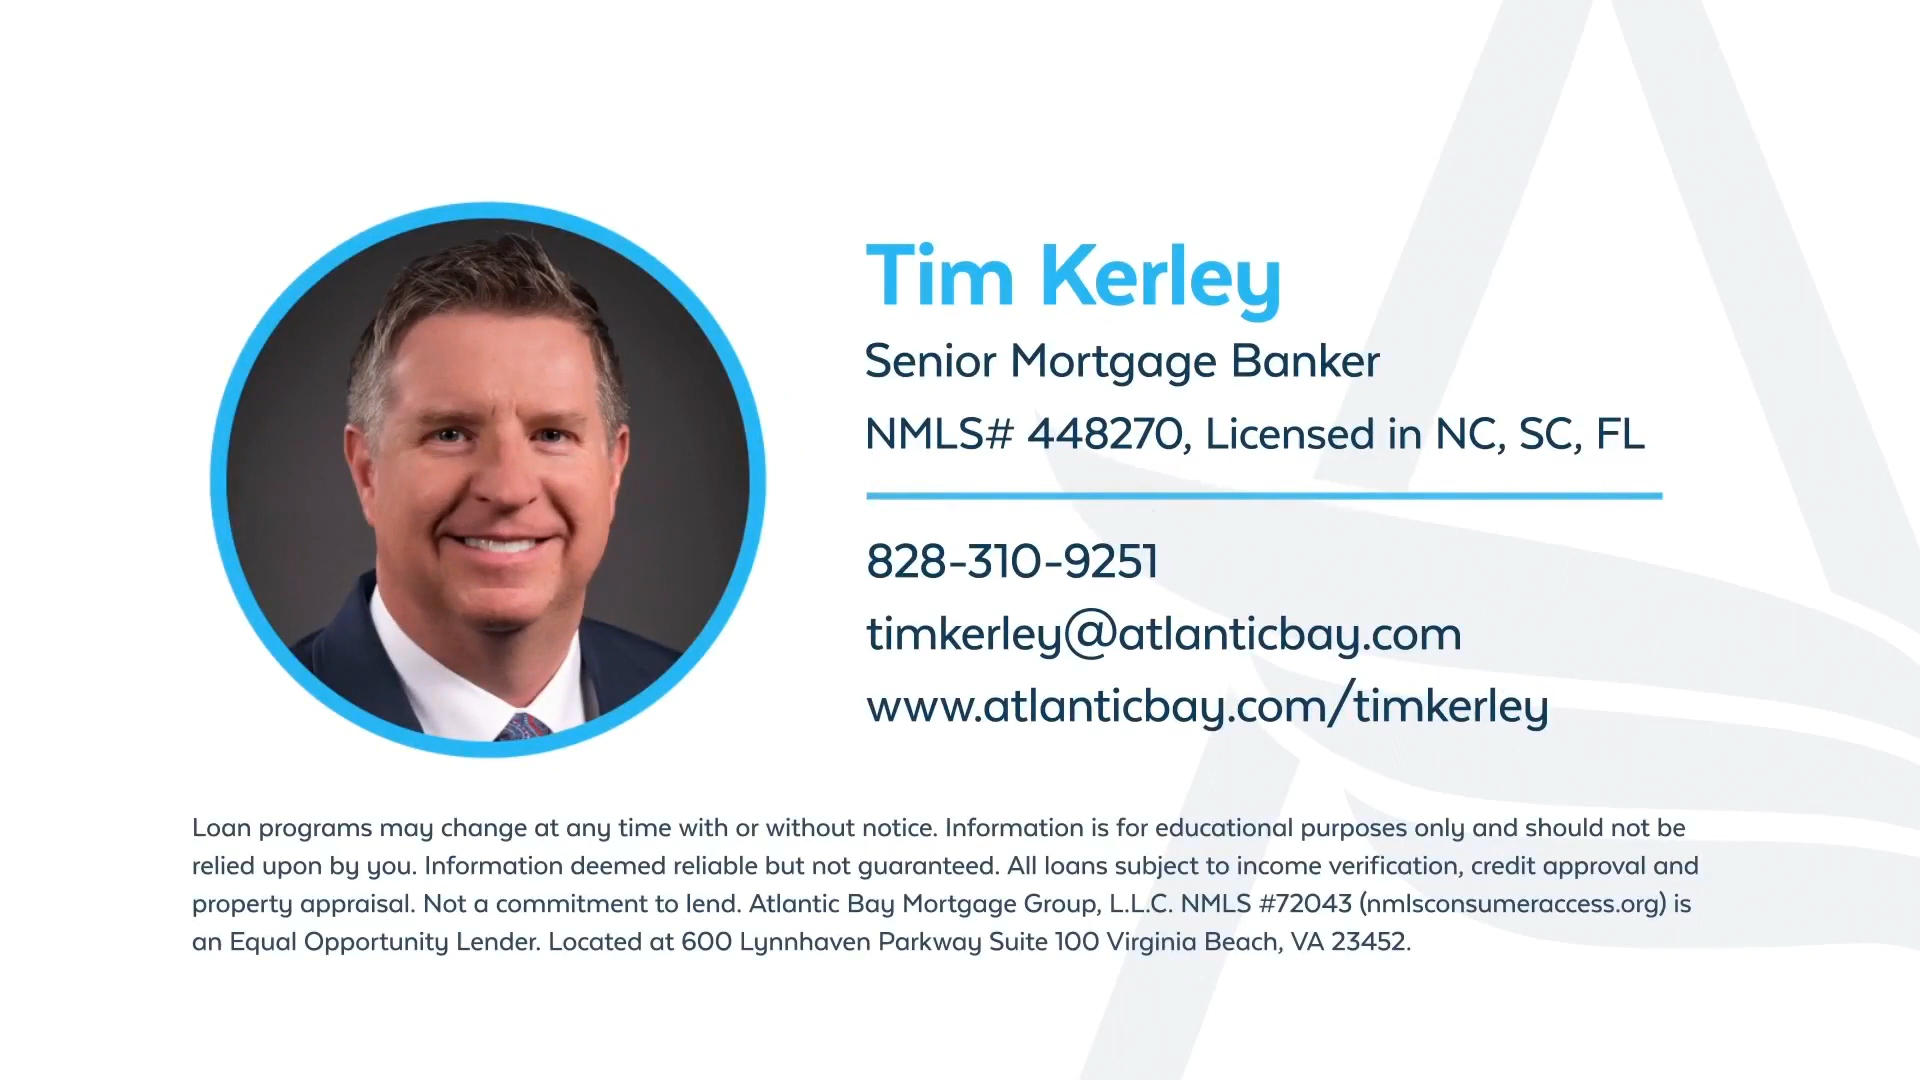 Tim Kerley
Senior Mortgage Banker
NMLS# 448270, Licensed in NC, SC, FL
828-310-9251
timkerley@atlanticbay.com
www.atlanticbay.com/timkerley
Loan programs may change at any time with or without notice. Information is for educational purposes only and should not be
relied upon by you. Information deemed reliable but not guaranteed. All loans subject to income verification, credit approval and
property appraisal. Not a commitment to lend. Atlantic Bay Mortgage Group, L.L.C. NMLS #72043 (nmlsconsumeraccess.org) is
an Equal Opportunity Lender. Located at 600 Lynnhaven Parkway Suite 100 Virginia Beach, VA 23452.